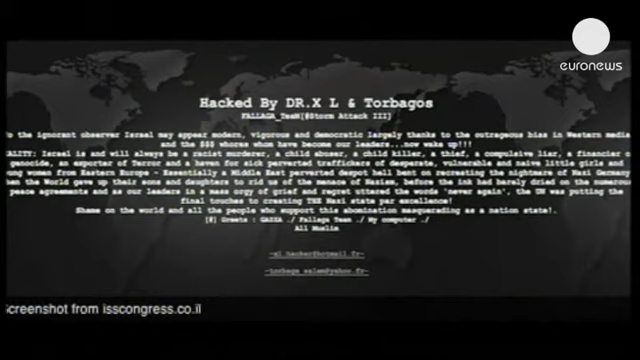 euronews
Hacked By DR.X L & Torbagos
FALLAGA_TeaM[#Storm Attack III]
To the ignorant observer Israel may appear modern, vigorous and democratic largely thanks to the outrageous bias in Western media
and the $$$ whores that have become our leaders...now wake up!!!
ALITY: Israel is and will always be a racist murderer, a child abuser, a child killer, a thief, a compulsive liar, a financier o
genocide, an exporter of Terror and a haven for sick perverted traffickers of desperate, vulnerable and naive little girls and
oung women from Eastern Europe - Essentially a Middle East perverted despot hell bent on recreating the nightmare of Nazi Germany
hen the World gave up their sons and daughters to rid us of the menace of Nazism, before the ink had barely dried on the numerous
peace agreements and as our leaders in a mass orgy of grief and regret uttered the words 'never again', the UN was putting the
final touches to creating THE Nazi state par excellence!
Shame on the world and all the people who support this abomination masquerading as a nation state!.
[#] Greets : GAZZA ./ Fallaga Team ./ My computer ./
All Muslim
Screenshot from isscongress.co.il